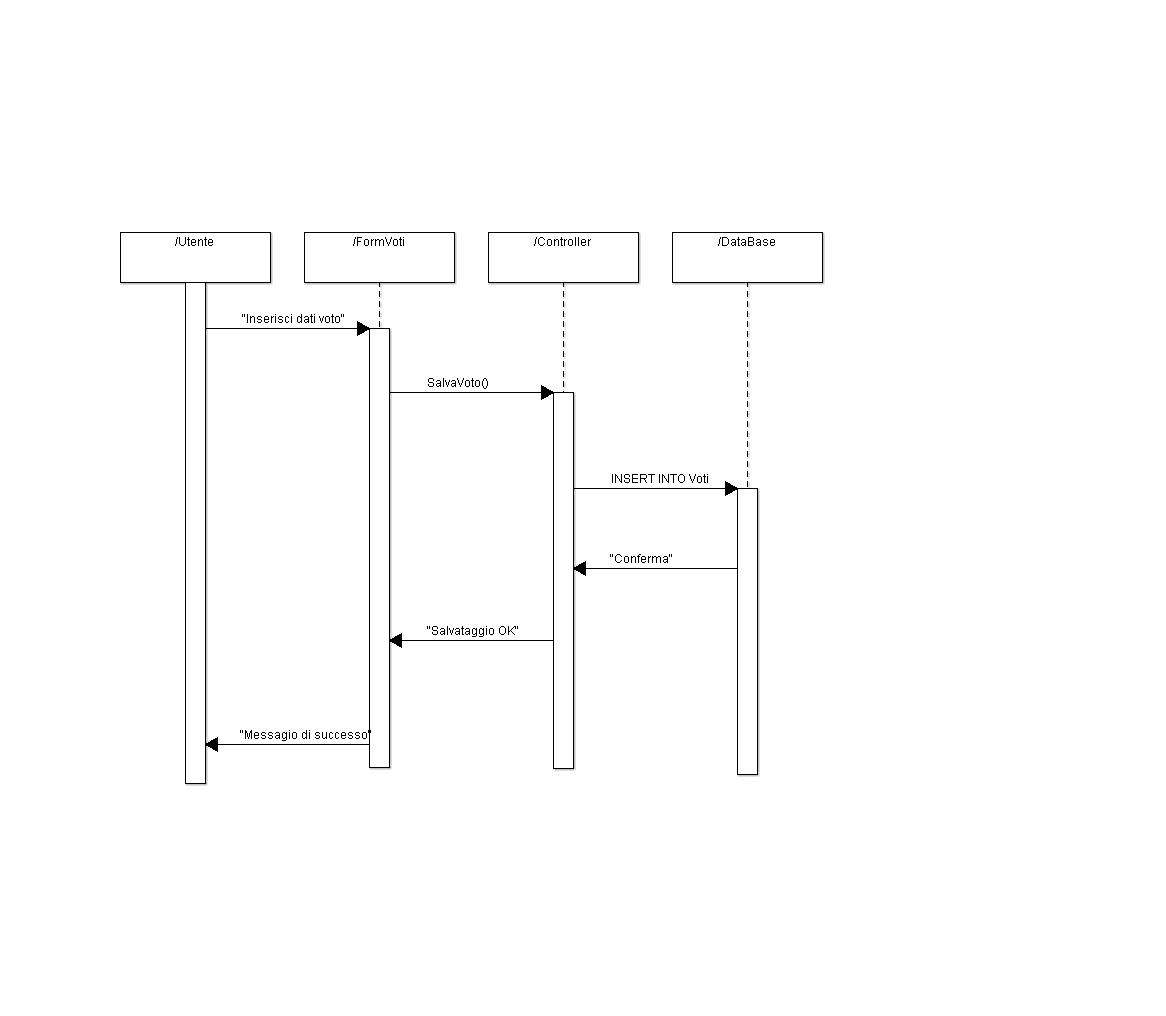 /Utente
/FormVoti
/Controller
/DataBase
"Inserisci dati voto"
SalvaVoto()
INSERT INTO Voti
"Conferma"
"Salvataggio OK"
"Messagio di successo"